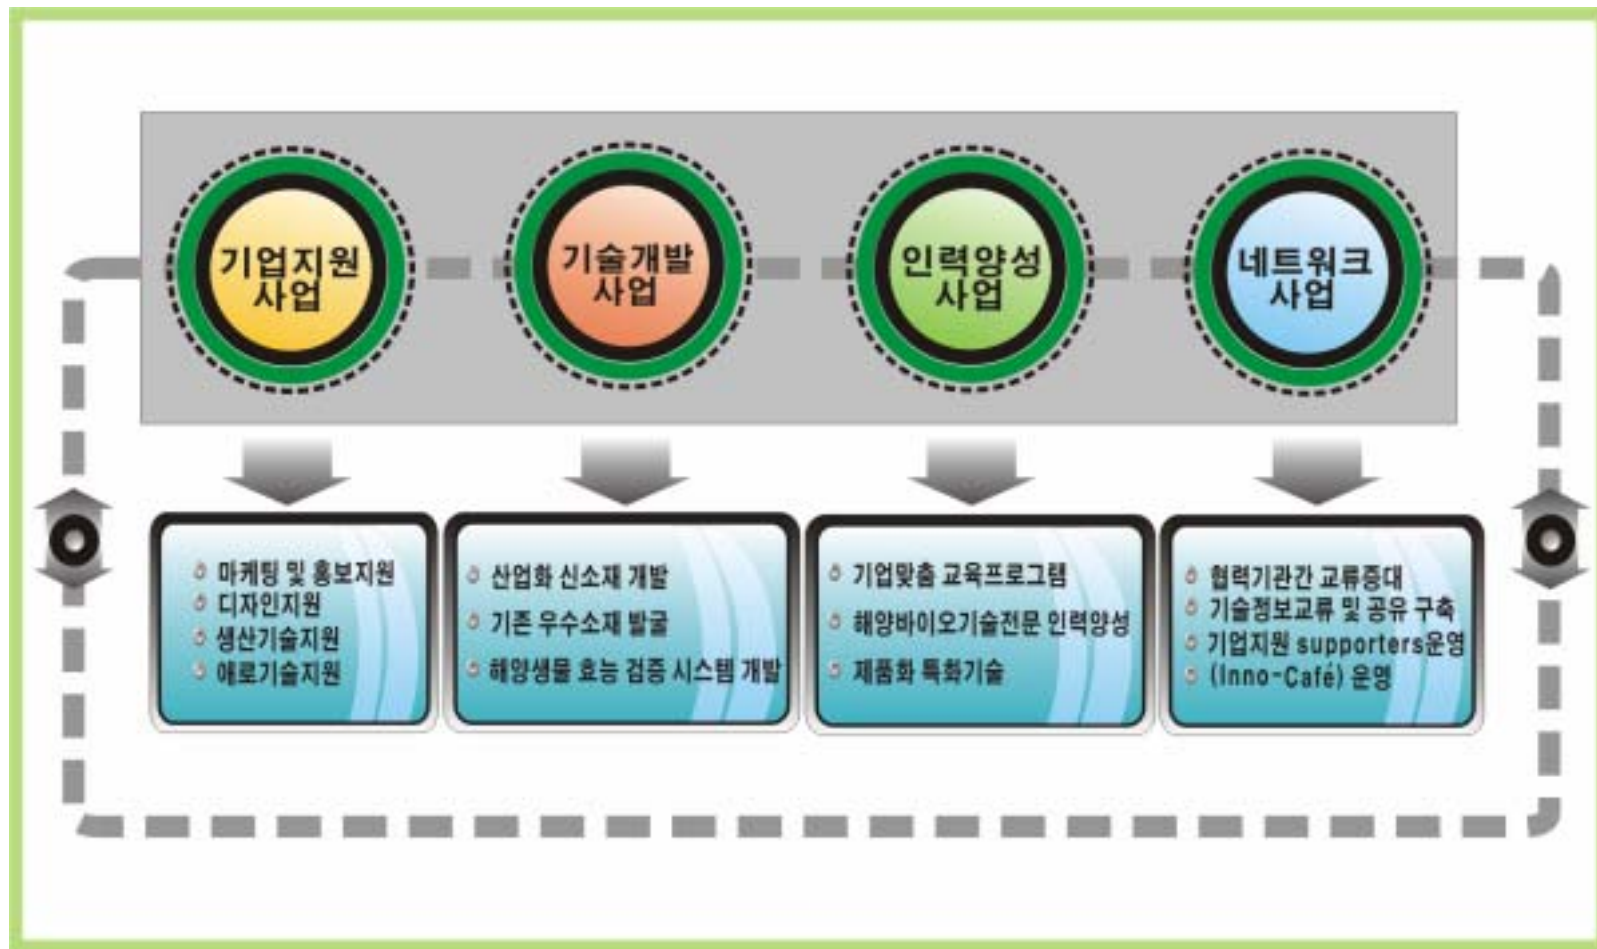 기업지원
사업
기술개발
사업
인력양성
사업
네트워크
사업
마케팅 및 홍보지원
디자인지원
생산기술지원
애로기술지원
산업화 신소재 개발
기존 우수소재 발굴
해양생물 효능 검증 시스템 개발
기업맞춤 교육프로그램
해양바이오기술전문 인력양성
제품화 특화기술
협력기관간 교류증대
기술정보교류 및 공유 구축
기업지원 supporters운영
(Inno-Café) 운영